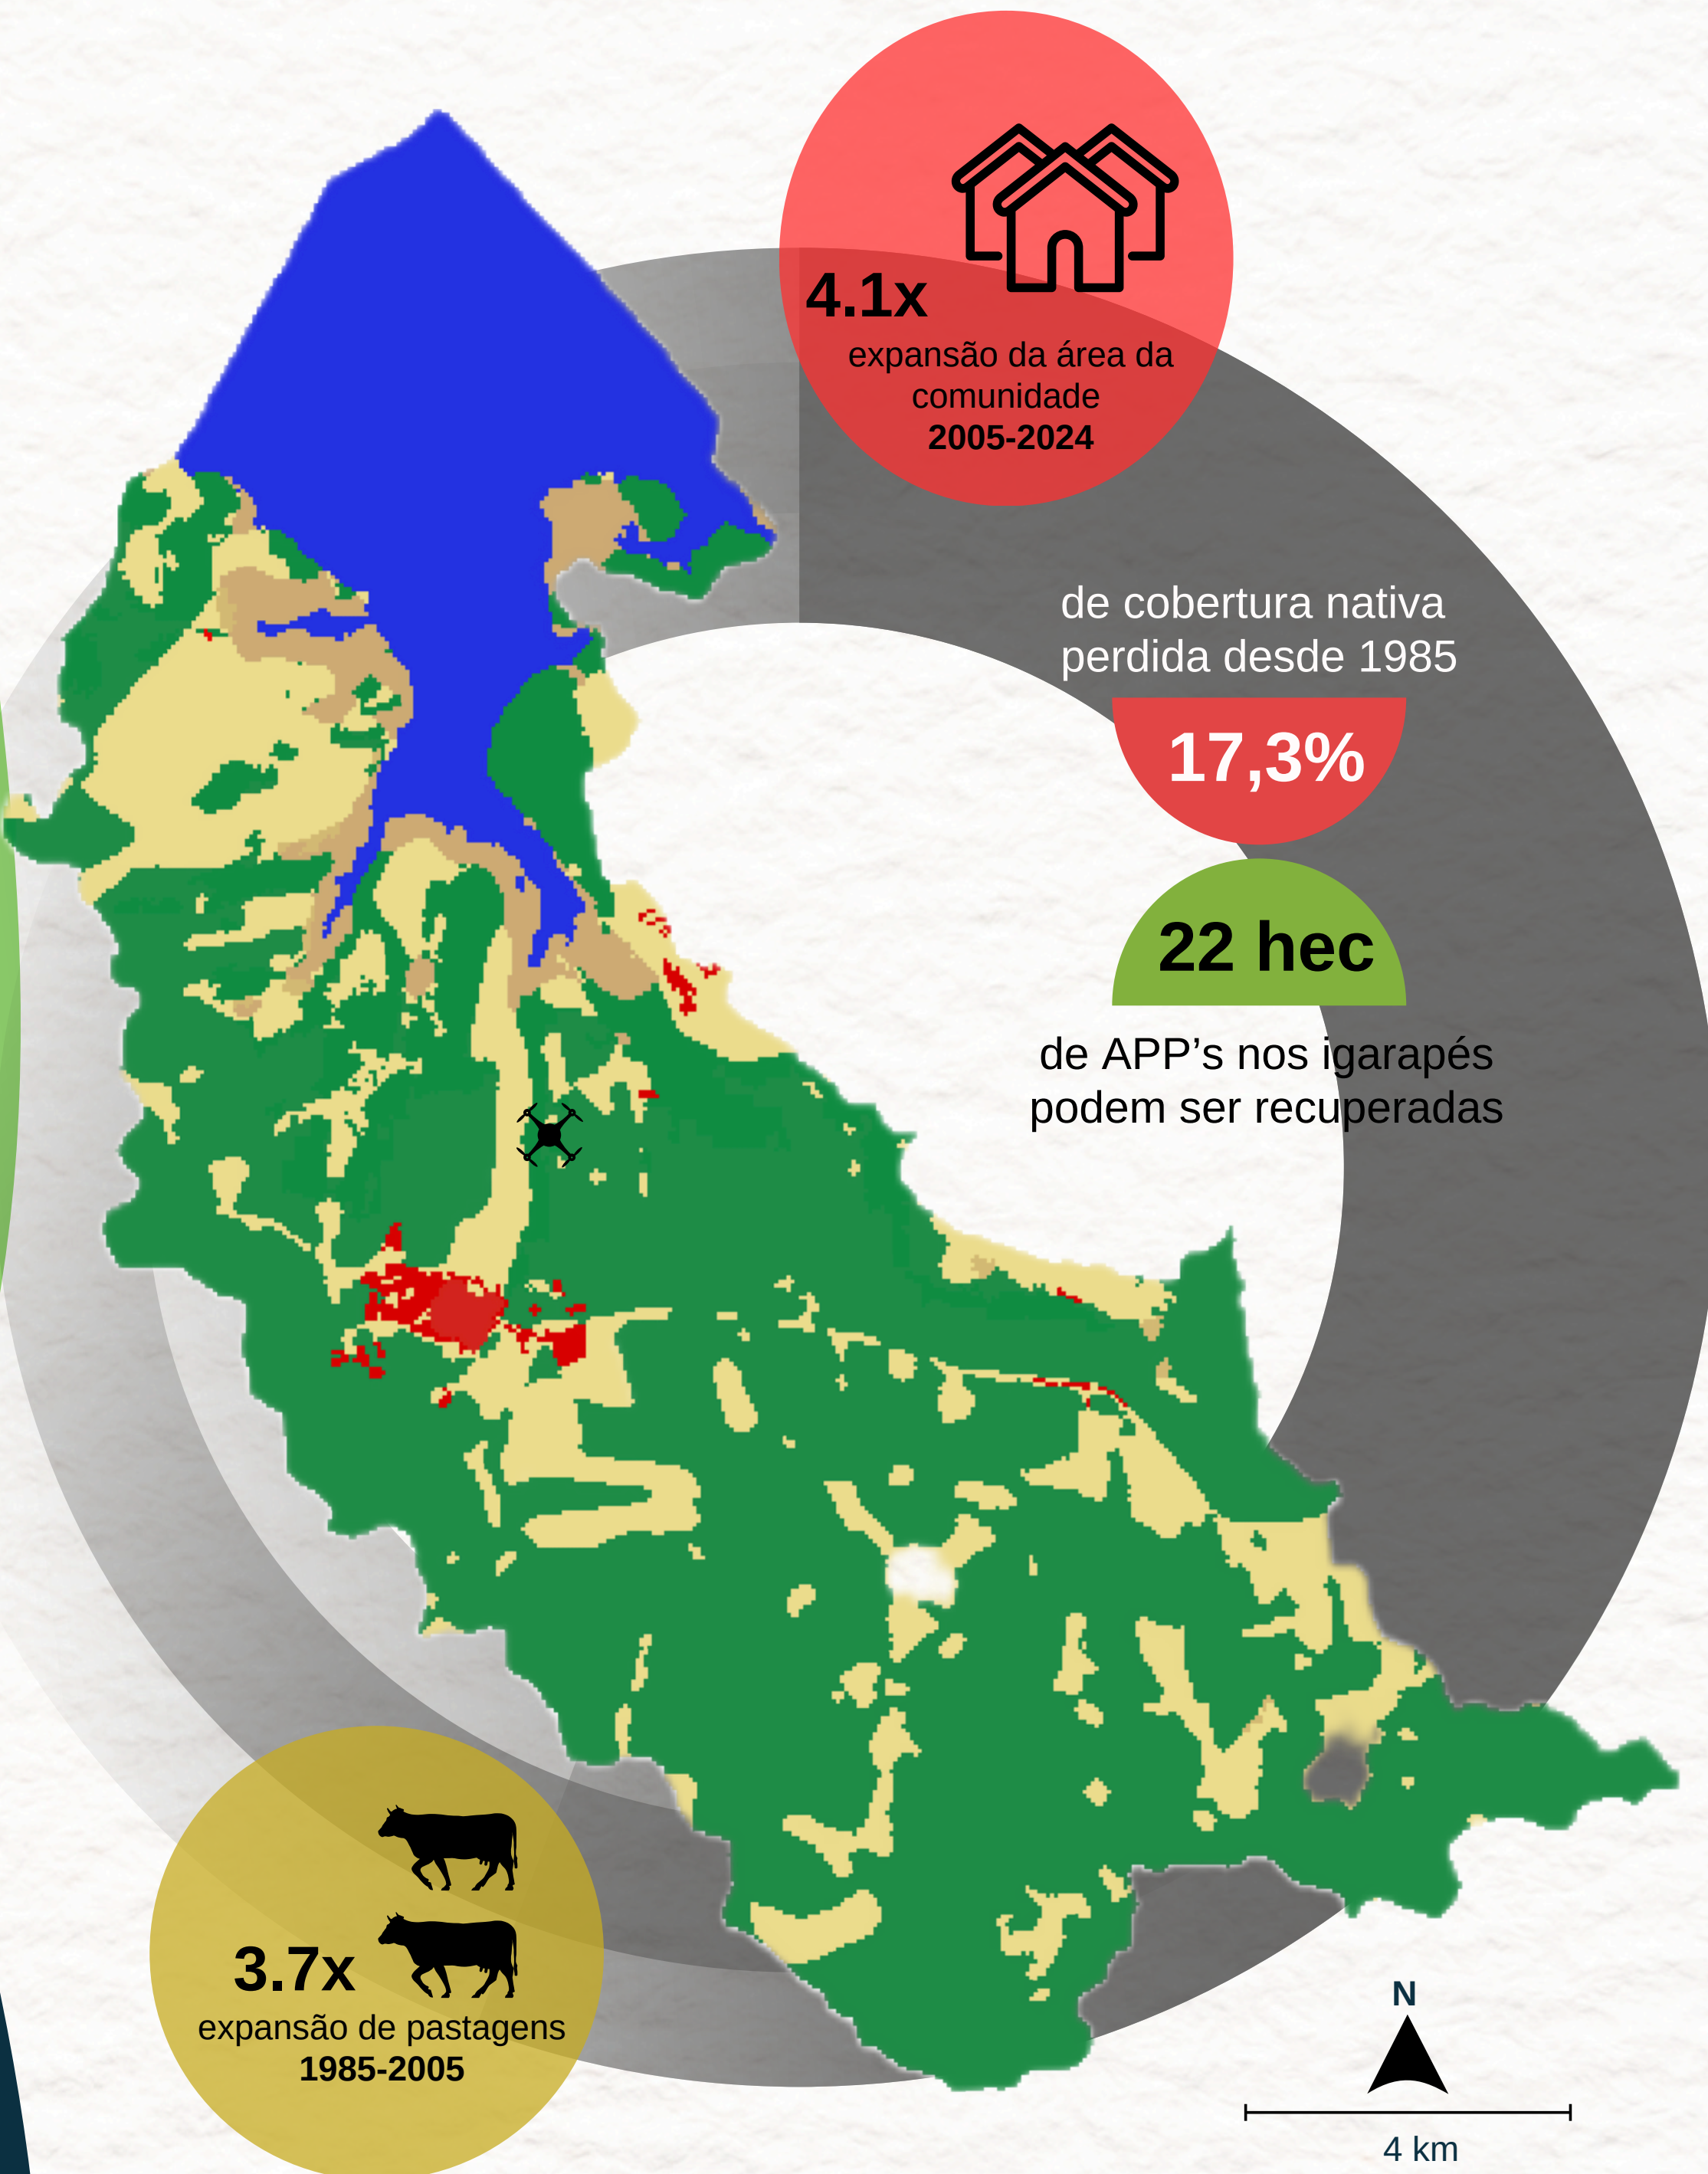 4.1x
expansão da área da
comunidade
2005-2024
de cobertura nativa
perdida desde 1985
17,3%
22 hec
de APP’s nos igarapés
podem ser recuperadas
3.7x
expansão de pastagens
1985-2005
N
4 km